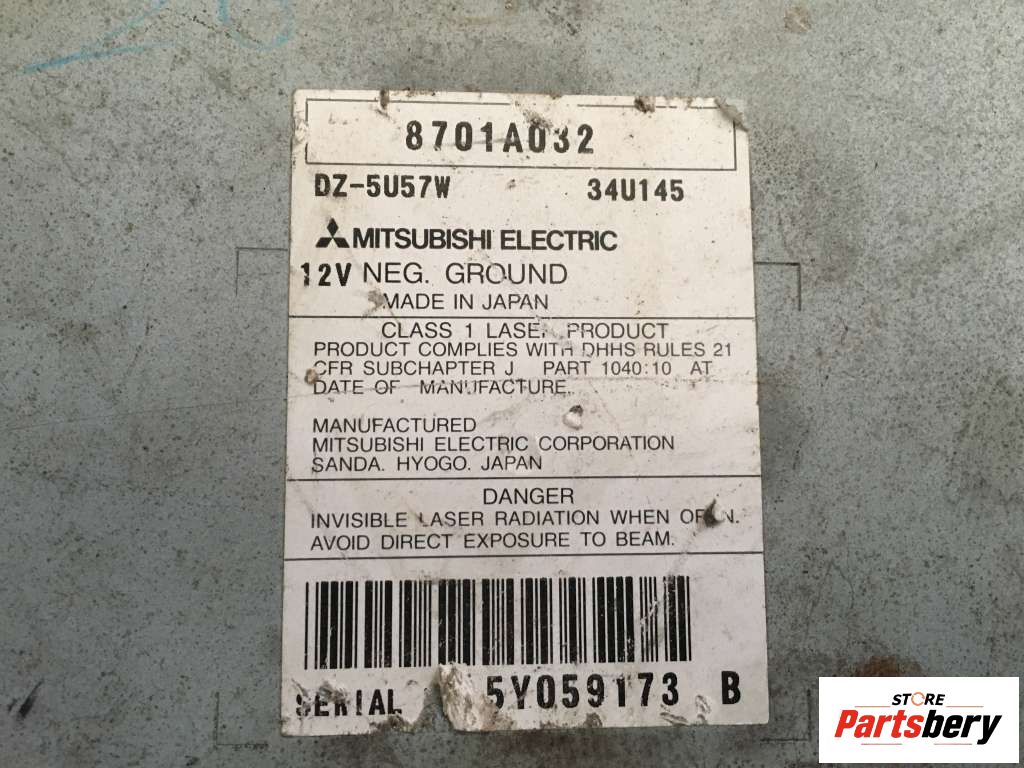 8701A032
DZ-5U57W 34U145
MITSUBISHI ELECTRIC
12V NEG. GROUND
MADE IN JAPAN
CLASS 1 LASER PRODUCT
PRODUCT COMPLIES WITH DHHS RULES 21
CFR SUBCHAPTER J PART 1040:10 AT
DATE OF MANUFACTURE.
MANUFACTURED
MITSUBISHI ELECTRIC CORPORATION
SANDA. HYOGO. JAPAN
DANGER
INVISIBLE LASER RADIATION WHEN OPEN.
AVOID DIRECT EXPOSURE TO BEAM.
SERIAL 5Y059173 B
STORE
Partsbery